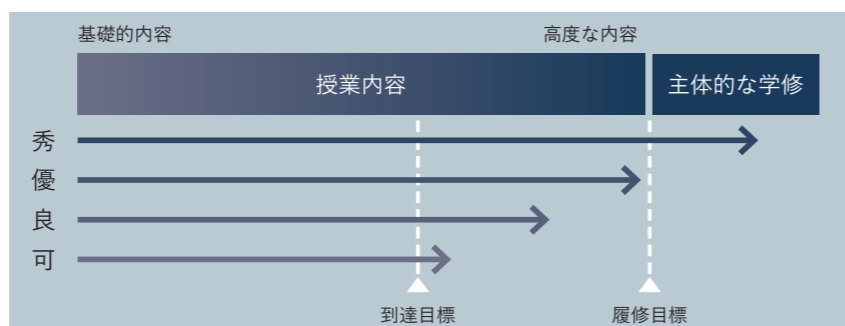 基礎的内容
高度な内容
授業内容
主体的な学修
秀
優
良
可
到達目標
履修目標